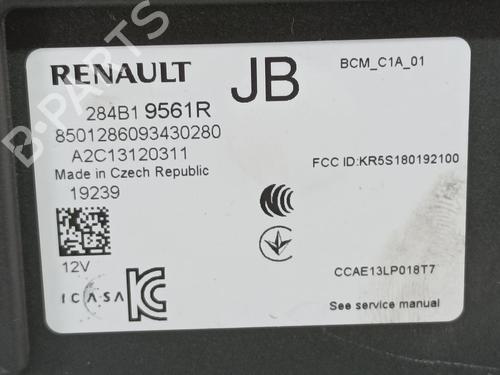 RENAULT
JB
BCM_C1A_01
284B1 9561R
8501286093430280
A2C13120311
FCC ID:KR5S180192100
Made in Czech Republic
19239
12V
CCAE13LP018T7
ICASA
See service manual
B-PARTS